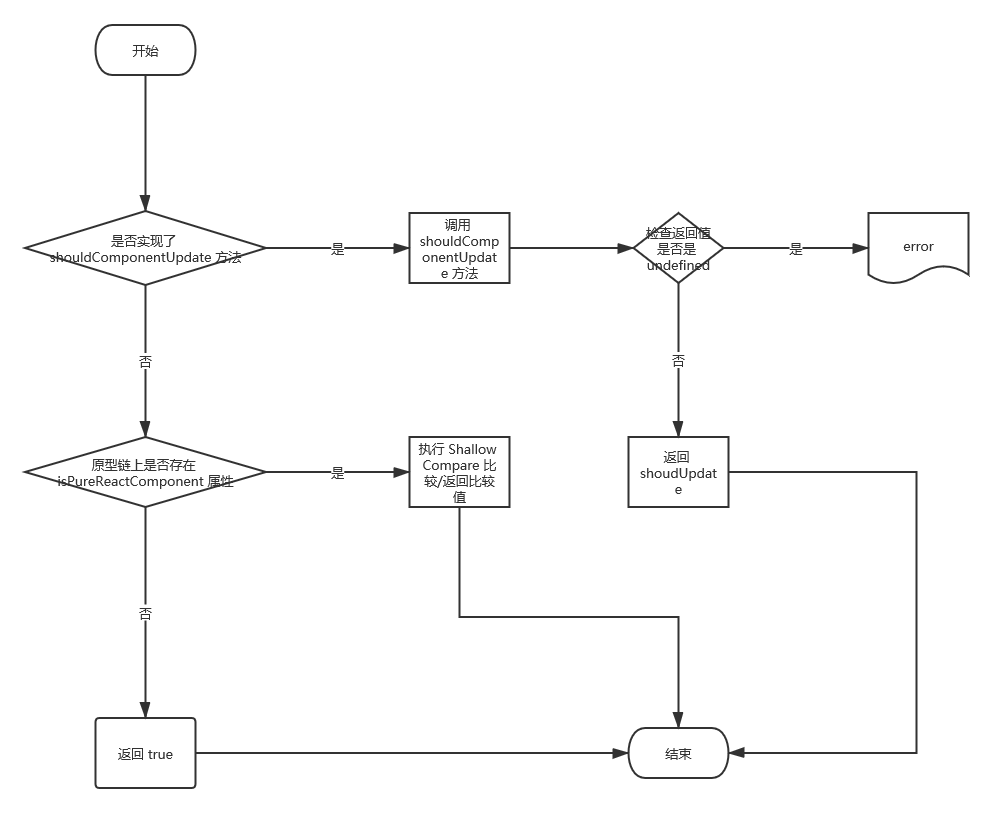 开始
是否实现了
shouldComponentUpdate 方法
是
调用
shouldComp
onentUpdat
e 方法
检查返回值
是否是
undefined
是
error
否
否
原型链上是否存在
isPureReactComponent 属性
是
执行 Shallow
Compare 比
较/返回比较
值
返回
shoudUpdat
e
否
返回 true
结束